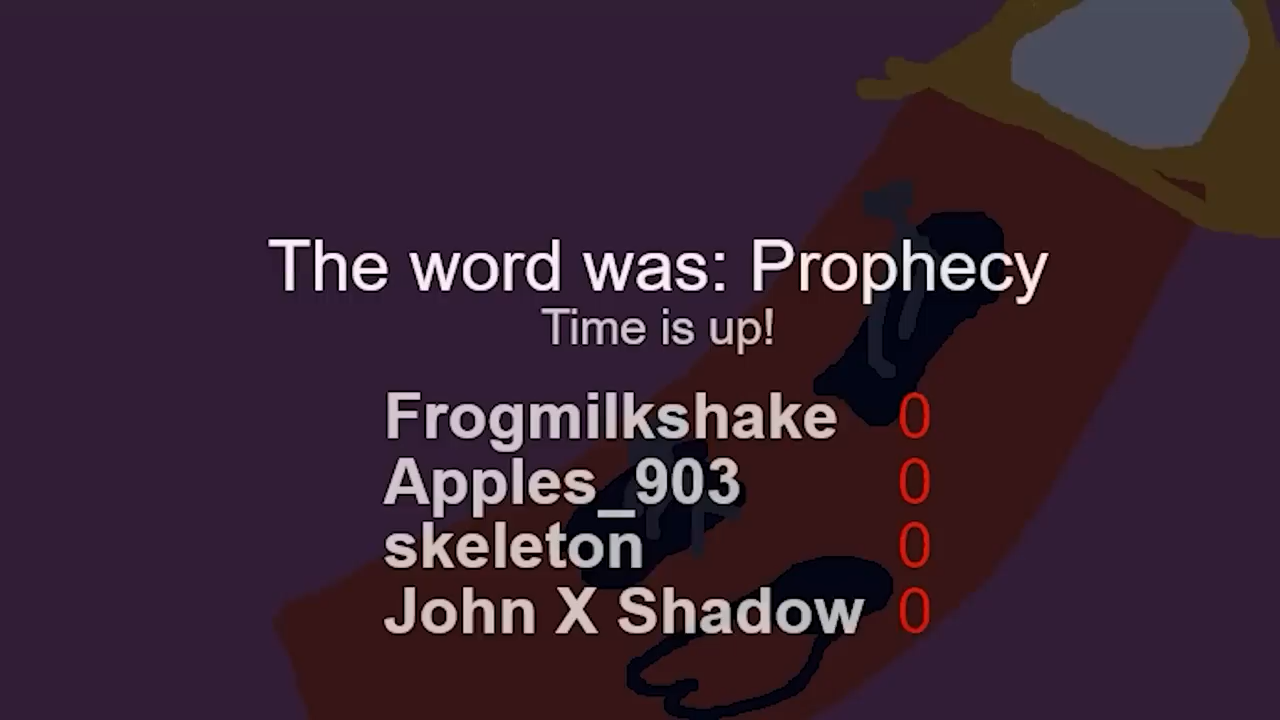 The word was: Prophecy
Time is up!
Frogmilkshake 0
Apples_903 0
skeleton 0
John X Shadow 0